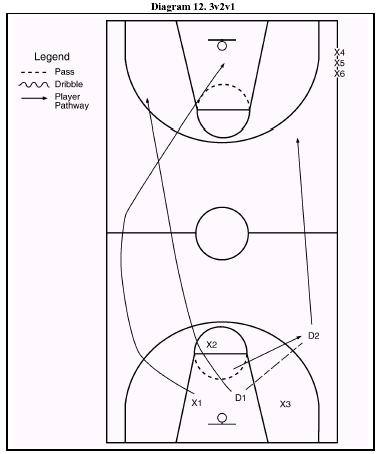 Diagram 12. 3v2v1
Legend
Pass
Dribble
Player
Pathway
X4
X5
X6
D2
X2
X1
D1
X3